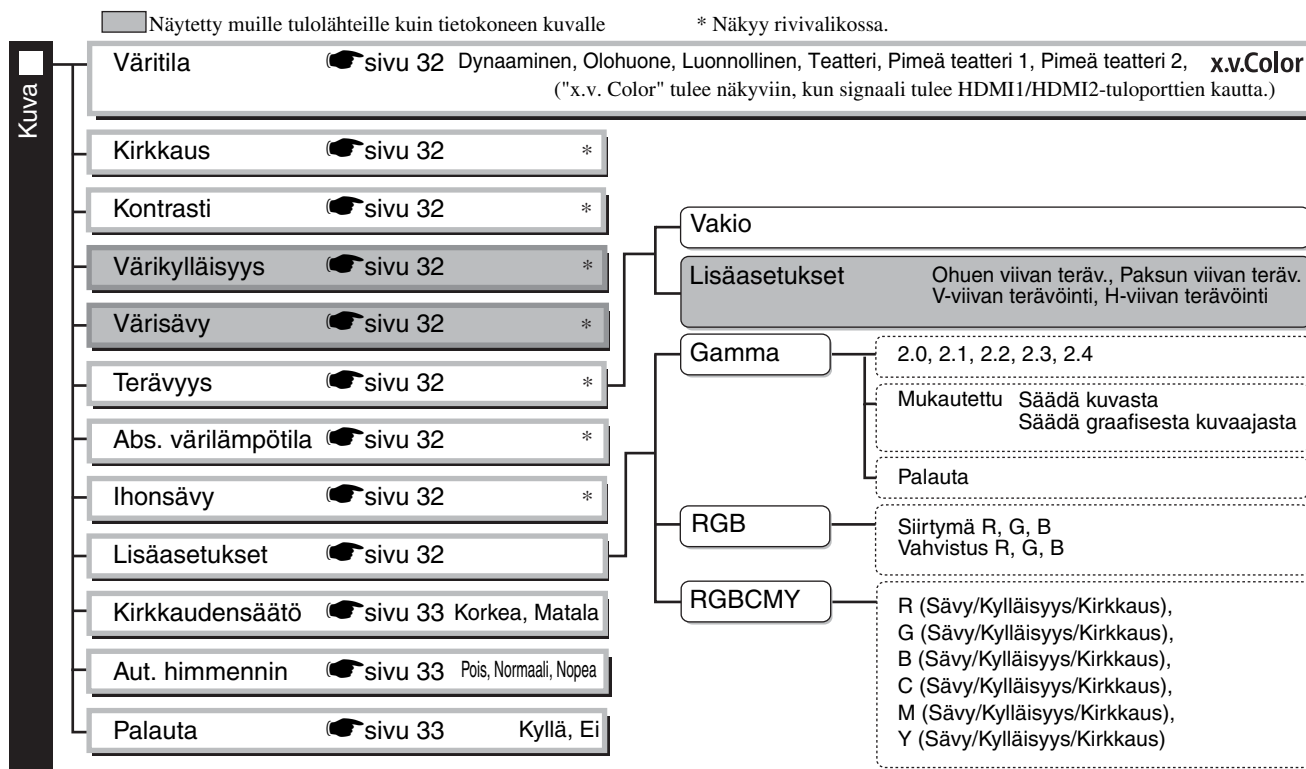 Näytetty muille tulolähteille kuin tietokoneen kuvalle * Näkyy rivivalikossa.
Kuva
Väritila sivu 32 Dynaaminen, Olohuone, Luonnollinen, Teatteri, Pimeä teatteri 1, Pimeä teatteri 2, x.v.Color
("x.v. Color" tulee näkyviin, kun signaali tulee HDMI1/HDMI2-tuloporttien kautta.)
Kirkkaus sivu 32 *
Kontrasti sivu 32 *
Värikylläisyys sivu 32 *
Värisävy sivu 32 *
Terävyys sivu 32 *
Abs. värilämpötila sivu 32 *
Ihonsävy sivu 32 *
Lisäasetukset sivu 32
Kirkkaudensäätö sivu 33 Korkea, Matala
Aut. himmennin sivu 33 Pois, Normaali, Nopea
Palauta sivu 33 Kyllä, Ei
Vakio
Lisäasetukset Ohuen viivan teräv., Paksun viivan teräv.
V-viivan terävöinti, H-viivan terävöinti
Gamma
2.0, 2.1, 2.2, 2.3, 2.4
Mukautettu Säädä kuvasta
Säädä graafisesta kuvaajasta
Palauta
RGB
Siirtymä R, G, B
Vahvistus R, G, B
RGBCMY
R (Sävy/Kylläisyys/Kirkkaus),
G (Sävy/Kylläisyys/Kirkkaus),
B (Sävy/Kylläisyys/Kirkkaus),
C (Sävy/Kylläisyys/Kirkkaus),
M (Sävy/Kylläisyys/Kirkkaus),
Y (Sävy/Kylläisyys/Kirkkaus)